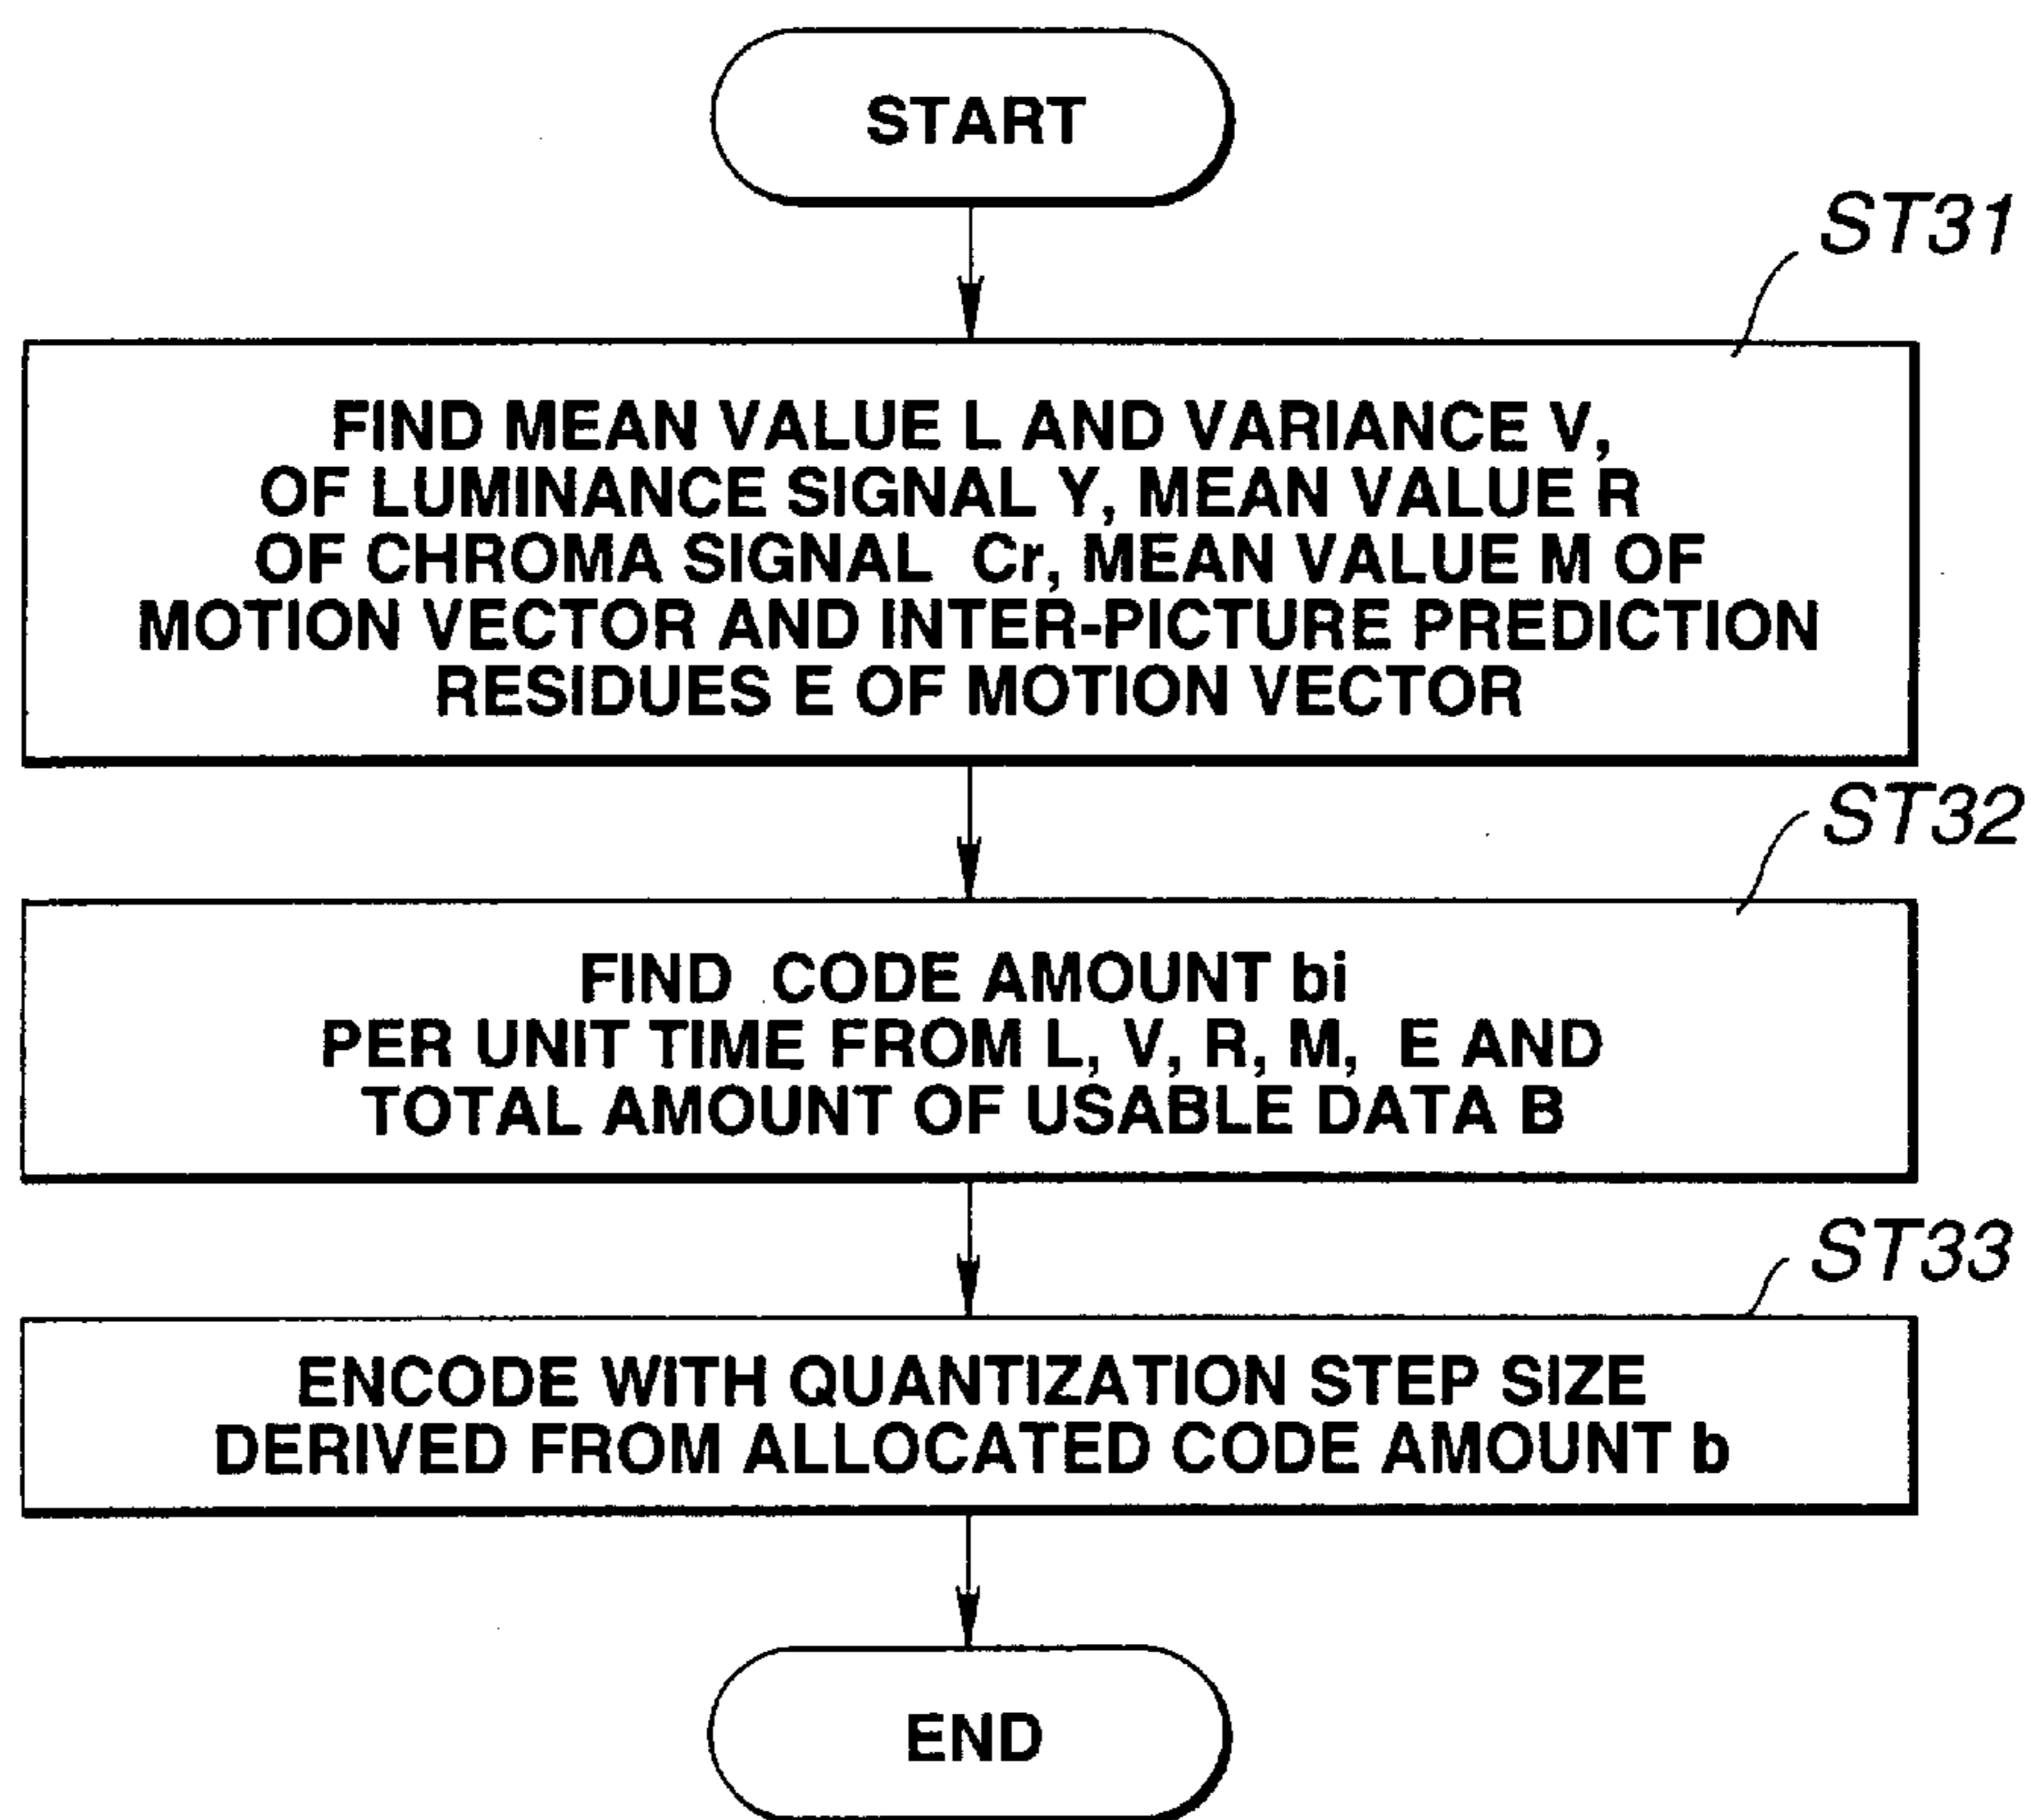 START
ST31
FIND MEAN VALUE L AND VARIANCE V,
OF LUMINANCE SIGNAL Y, MEAN VALUE R
OF CHROMA SIGNAL Cr, MEAN VALUE M OF
MOTION VECTOR AND INTER-PICTURE PREDICTION
RESIDUES E OF MOTION VECTOR
ST32
FIND CODE AMOUNT bi
PER UNIT TIME FROM L, V, R, M, E AND
TOTAL AMOUNT OF USABLE DATA B
ST33
ENCODE WITH QUANTIZATION STEP SIZE
DERIVED FROM ALLOCATED CODE AMOUNT b
END